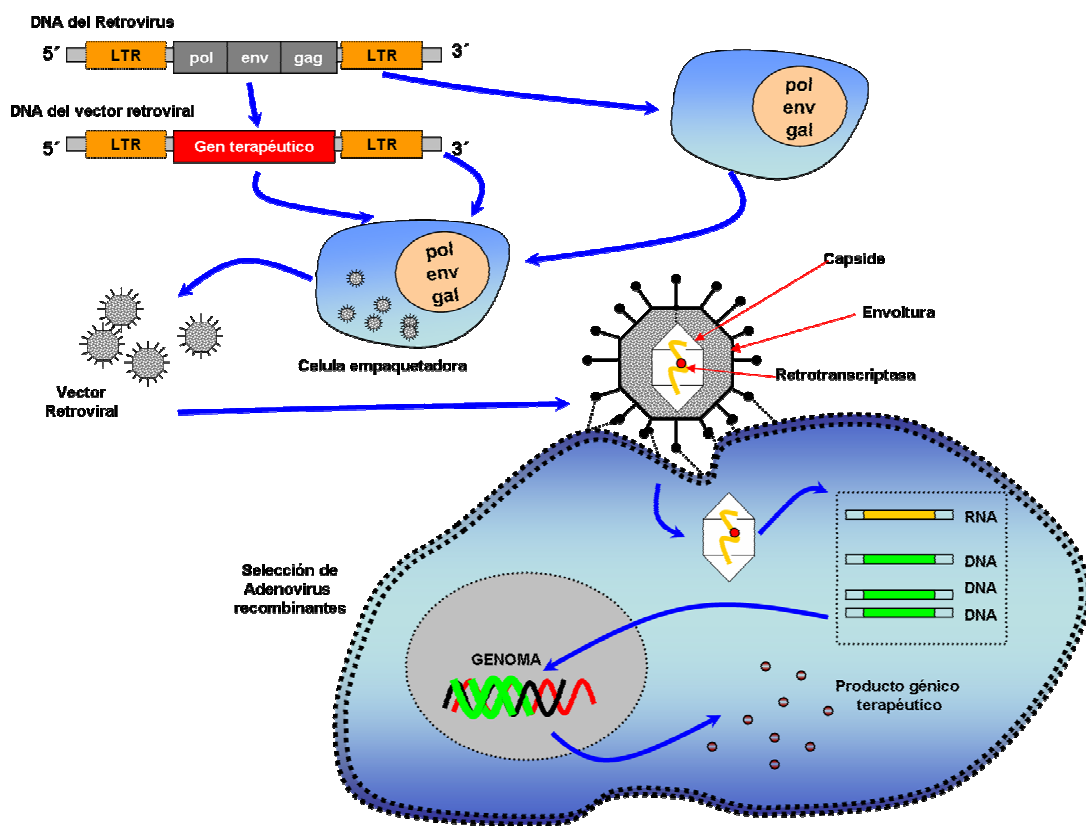 DNA del Retrovirus
5´ LTR pol env gag LTR 3´
pol
env
gal
DNA del vector retroviral
5´ LTR Gen terapéutico LTR 3´
pol
env
gal
Celula empaquetadora
Vector
Retroviral
Capside
Envoltura
Retrotranscriptasa
RNA
DNA
DNA
DNA
Selección de
Adenovirus
recombinantes
GENOMA
Producto génico
terapéutico